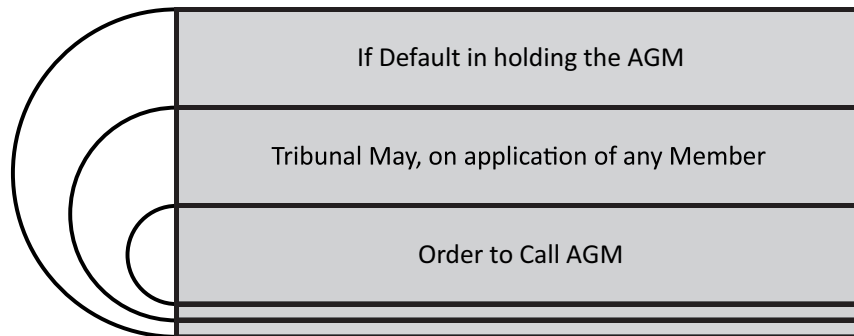 If Default in holding the AGM
Tribunal May, on application of any Member
Order to Call AGM